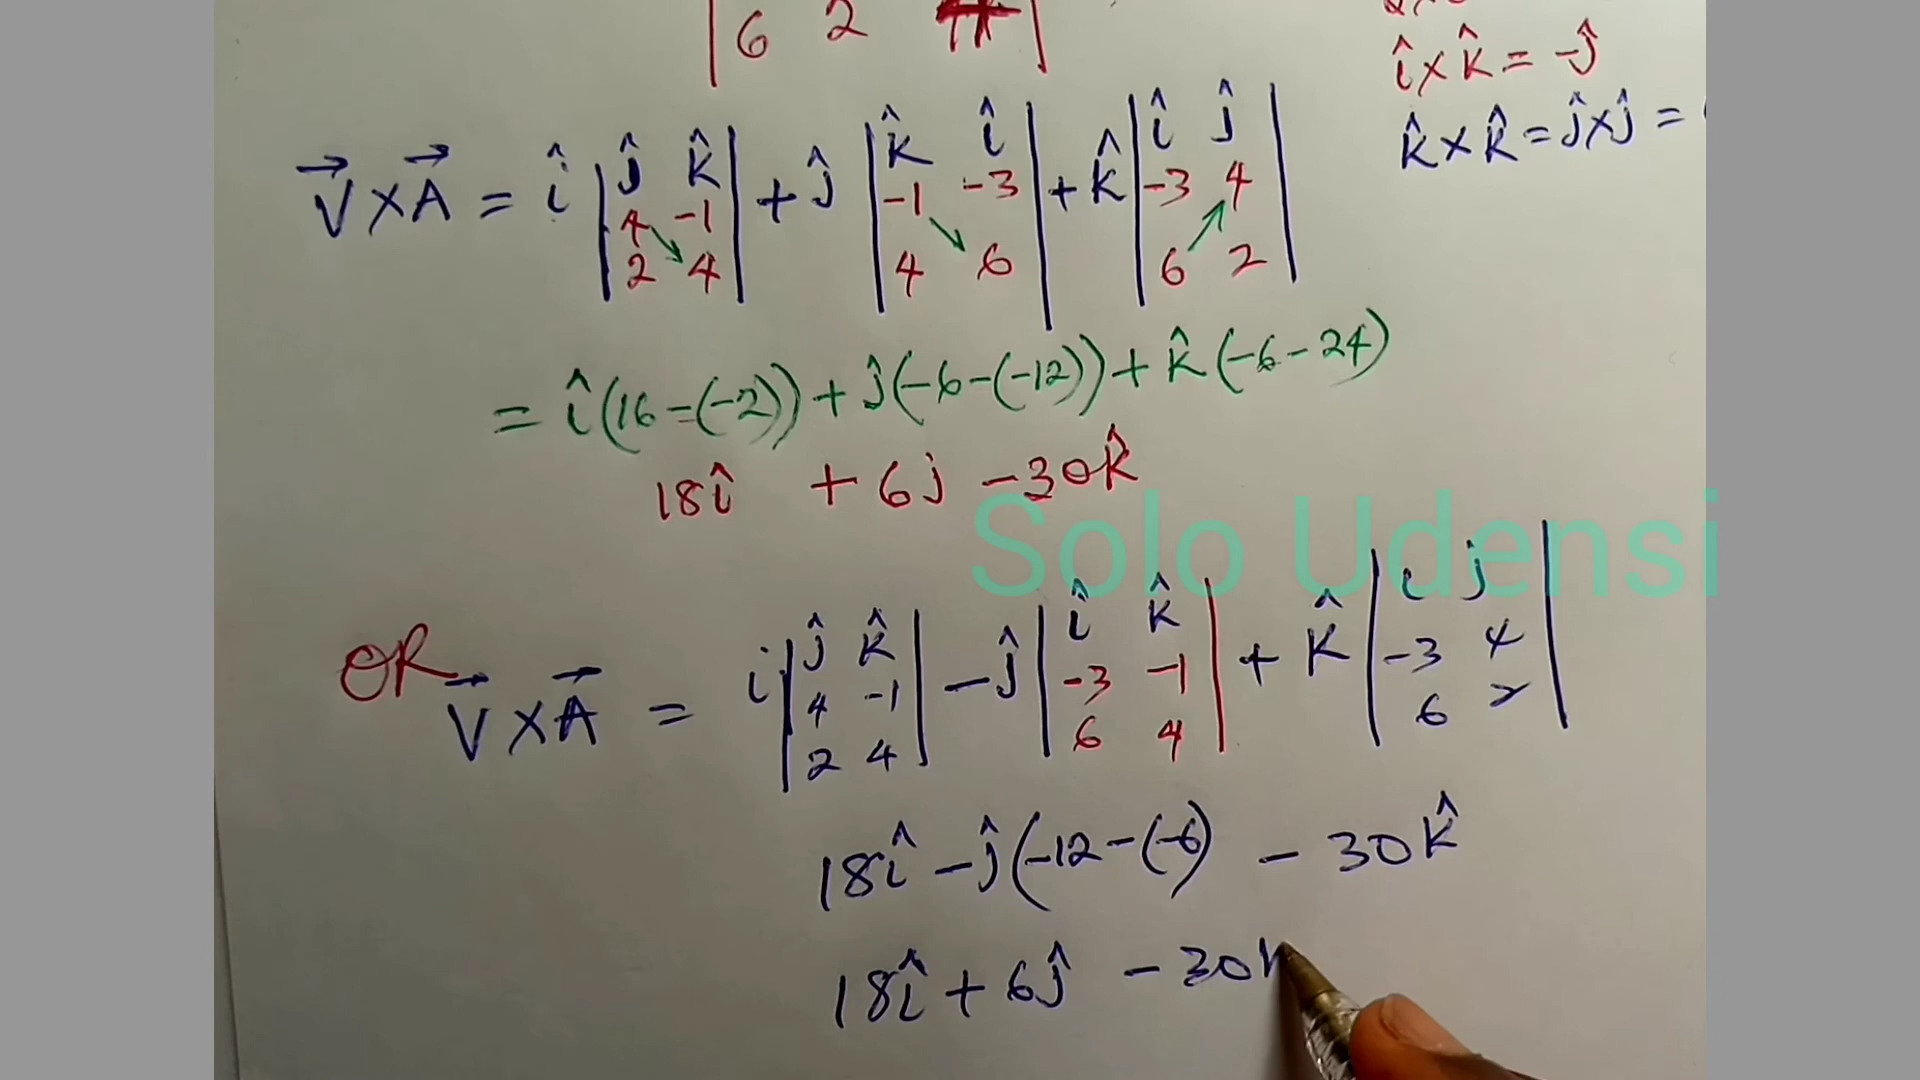 | 6 2 |
î × k̂ = -ĵ
k̂ × k̂ = ĵ × ĵ =
V⃗ × A⃗ = î | ĵ k̂ | + ĵ | k̂ î | + k̂ | î ĵ |
4 -1 -1 -3 -3 4
2 4 4 6 6 2
= î(16 - (-2)) + ĵ(-6 - (-12)) + k̂(-6 - 24)
18î + 6j - 30k̂
Solo Udensi
OR
V⃗ × A⃗ = i | ĵ k̂ | - ĵ | î k̂ | + k̂ | i j |
4 -1 -3 -1 -3 4
2 4 6 4 6 2
18î - ĵ(-12 - (-6) - 30k̂
18î + 6ĵ - 30k